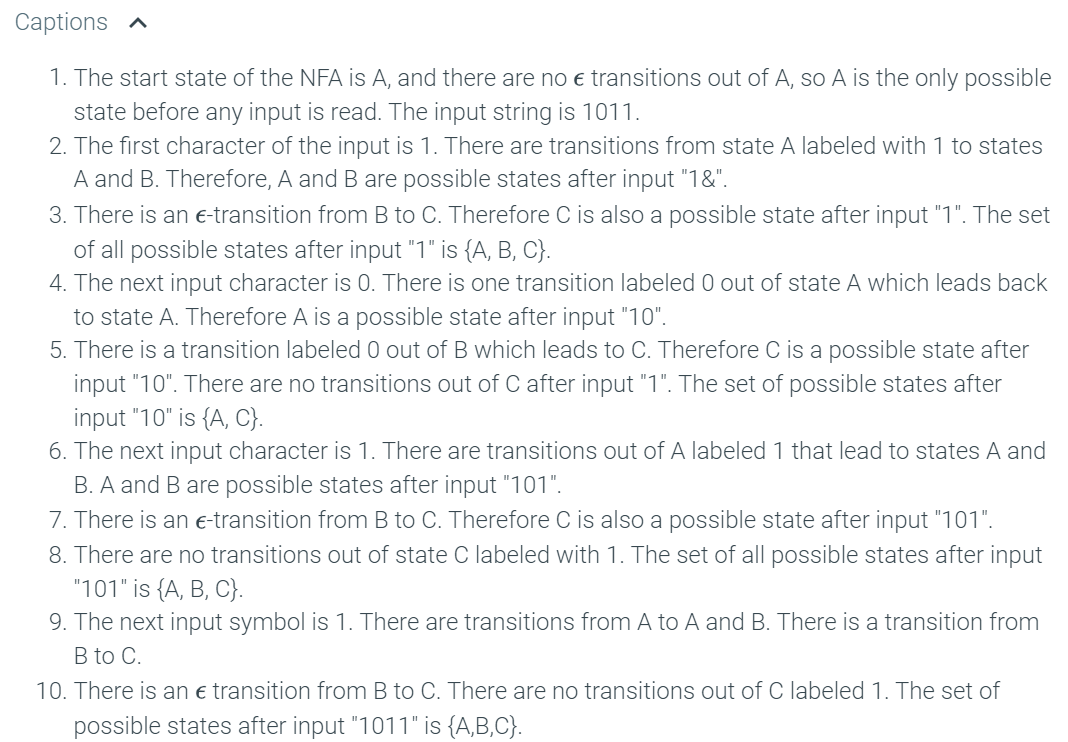 Captions
1. The start state of the NFA is A, and there are no ϵ transitions out of A, so A is the only possible
state before any input is read. The input string is 1011.
2. The first character of the input is 1. There are transitions from state A labeled with 1 to states
A and B. Therefore, A and B are possible states after input "1&".
3. There is an ϵ-transition from B to C. Therefore C is also a possible state after input "1". The set
of all possible states after input "1" is {A, B, C}.
4. The next input character is 0. There is one transition labeled 0 out of state A which leads back
to state A. Therefore A is a possible state after input "10".
5. There is a transition labeled 0 out of B which leads to C. Therefore C is a possible state after
input "10". There are no transitions out of C after input "1". The set of possible states after
input "10" is {A, C}.
6. The next input character is 1. There are transitions out of A labeled 1 that lead to states A and
B. A and B are possible states after input "101".
7. There is an ϵ-transition from B to C. Therefore C is also a possible state after input "101".
8. There are no transitions out of state C labeled with 1. The set of all possible states after input
"101" is {A, B, C}.
9. The next input symbol is 1. There are transitions from A to A and B. There is a transition from
B to C.
10. There is an ϵ transition from B to C. There are no transitions out of C labeled 1. The set of
possible states after input "1011" is {A,B,C}.